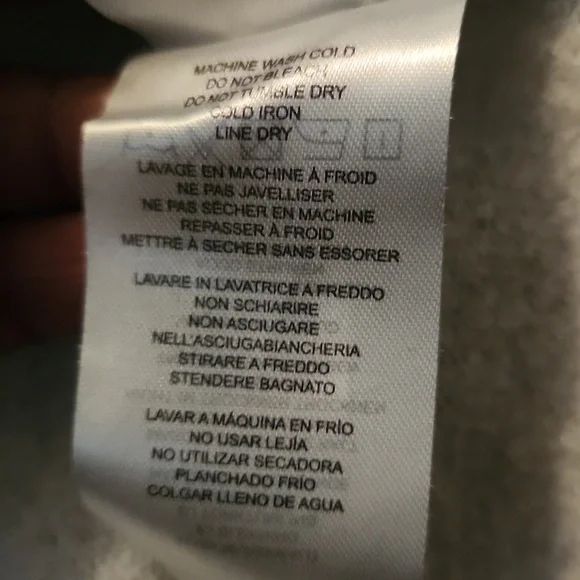 MACHINE WASH COLD
DO NOT BLEACH
DO NOT TUMBLE DRY
COLD IRON
LINE DRY
LAVAGE EN MACHINE À FROID
NE PAS JAVELLISER
NE PAS SÉCHER EN MACHINE
REPASSER À FROID
METTRE À SECHER SANS ESSORER
LAVARE IN LAVATRICE A FREDDO
NON SCHIARIRE
NON ASCIUGARE
NELL'ASCIUGABIANCHERIA
STIRARE A FREDDO
STENDERE BAGNATO
LAVAR A MÁQUINA EN FRÍO
NO USAR LEJÍA
NO UTILIZAR SECADORA
PLANCHADO FRÍO
COLGAR LLENO DE AGUA